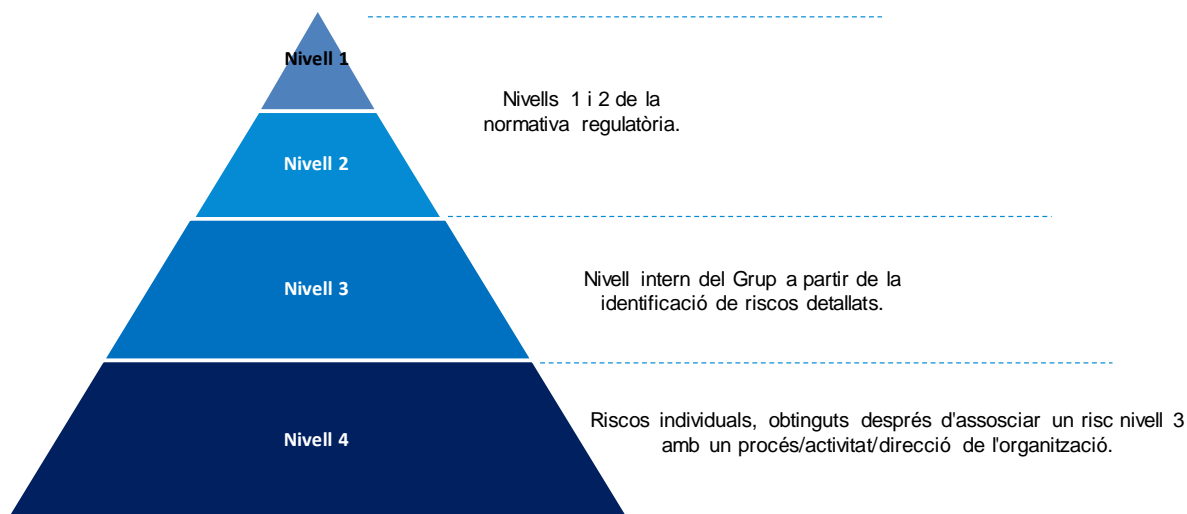 Nivell 1
Nivells 1 i 2 de la
normativa regulatòria.
Nivell 2
Nivell 3
Nivell intern del Grup a partir de la
identificació de riscos detallats.
Nivell 4
Riscos individuals, obtinguts després d'assosciar un risc nivell 3
amb un procés/activitat/direcció de l'organització.